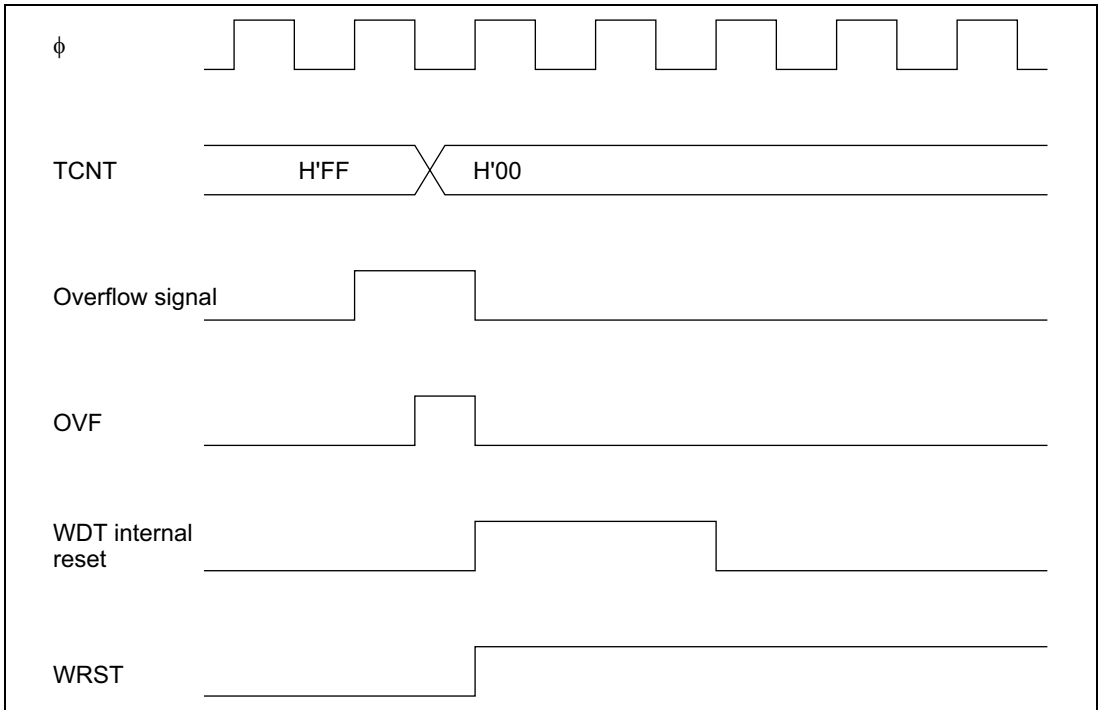 ϕ
TCNT
H'FF
H'00
Overflow signal
OVF
WDT internal
reset
WRST